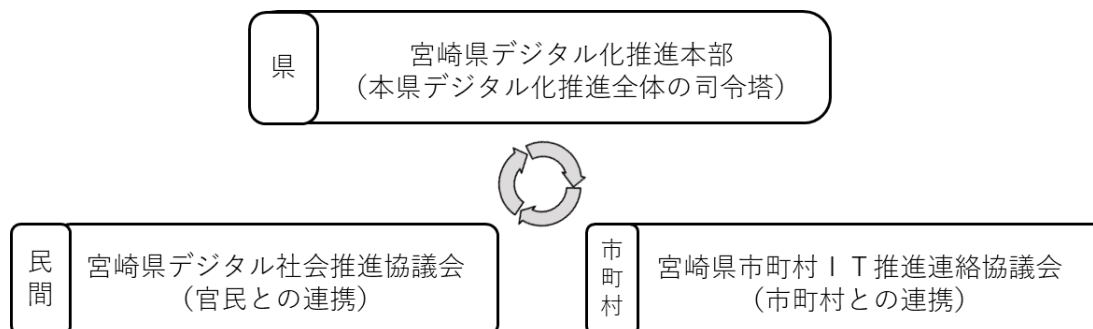 県
宮崎県デジタル化推進本部
（本県デジタル化推進全体の司令塔）
民間
宮崎県デジタル社会推進協議会
（官民との連携）
市町村
宮崎県市町村ＩＴ推進連絡協議会
（市町村との連携）